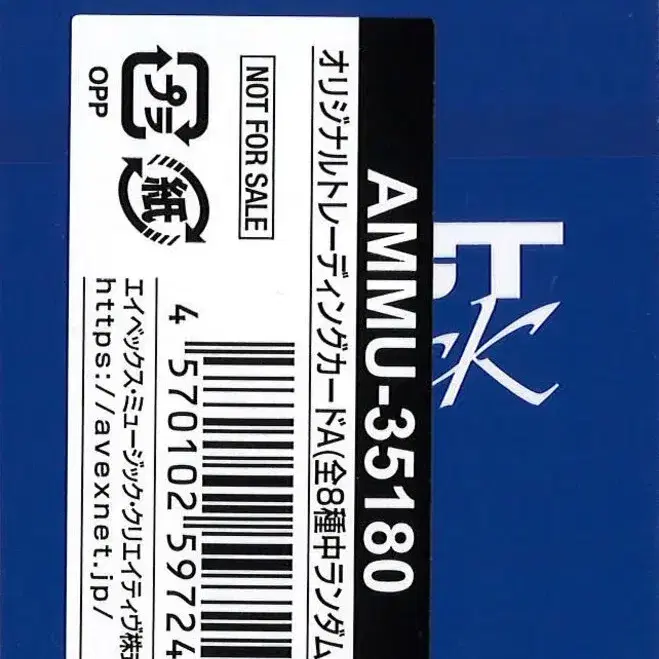 AMMU-35180
オリジナルトレーディングカードA(全8種中ランダム
NOT FOR SALE
プラ
紙
OPP
4 570102 59724
エイベックス・ミュージック・クリエイティヴ株式
https://avexnet.jp/